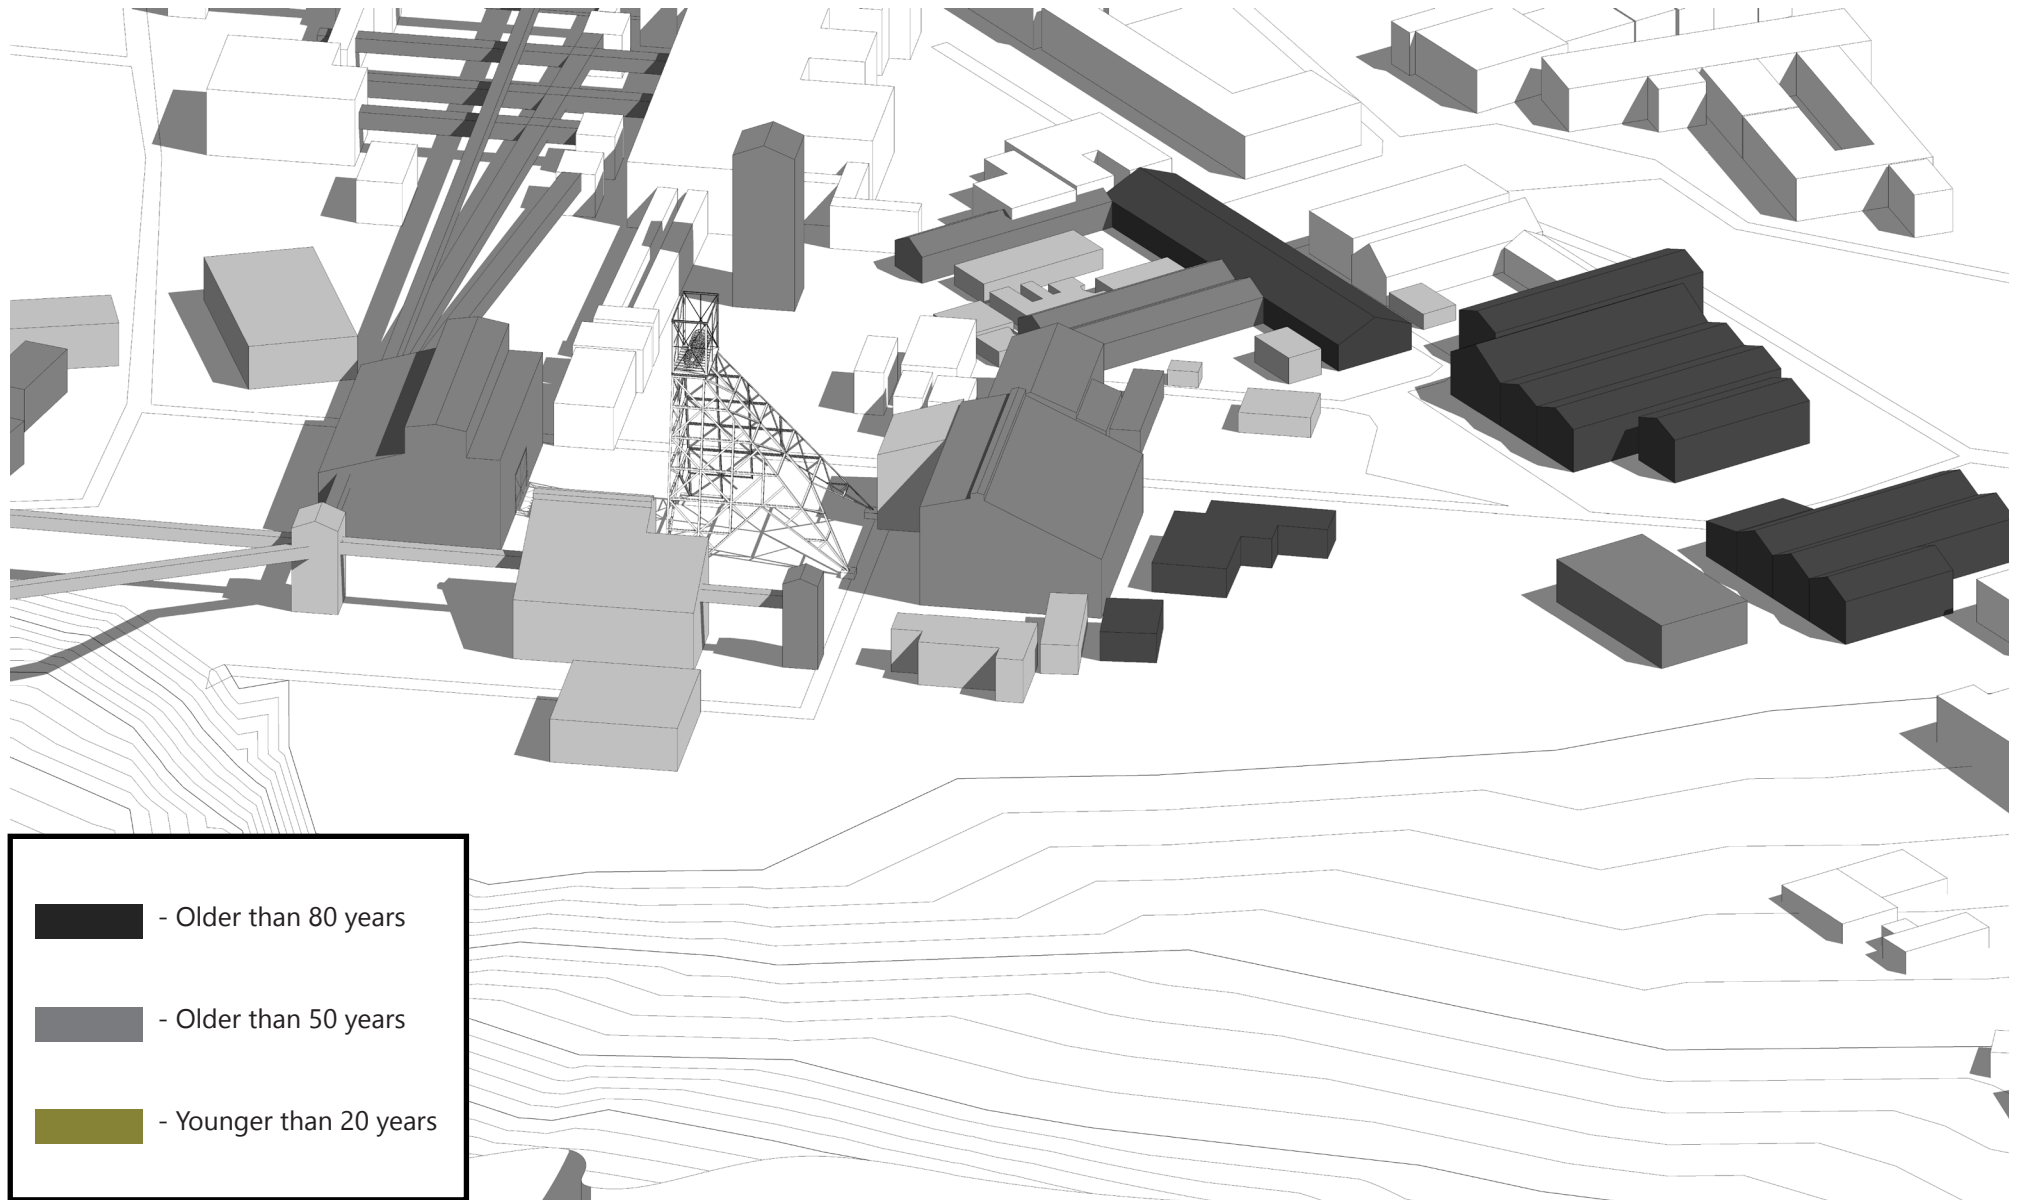 - Older than 80 years
- Older than 50 years
- Younger than 20 years